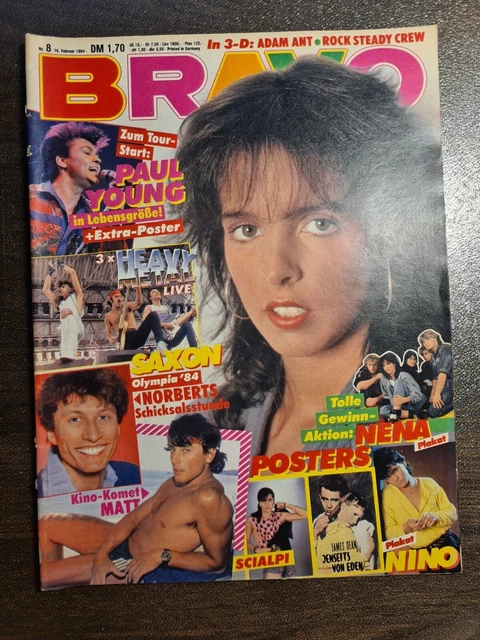 Nr. 8 16. Februar 1984 DM 1,70
In 3-D: ADAM ANT • ROCK STEADY CREW
BRAVO
Zum Tour-
Start:
PAUL
YOUNG
in Lebensgröße!
+Extra-Poster
3 x HEAVY
METAL
LIVE
SAXON
Olympia '84
NORBERTS
Schicksalsstunde
Kino-Komet
MATT
Tolle
Gewinn-
Aktion: NENA
Plakat
POSTERS
SCIALPI
JAMES DEAN
JENSEITS
VON EDEN
Plakat
NINO